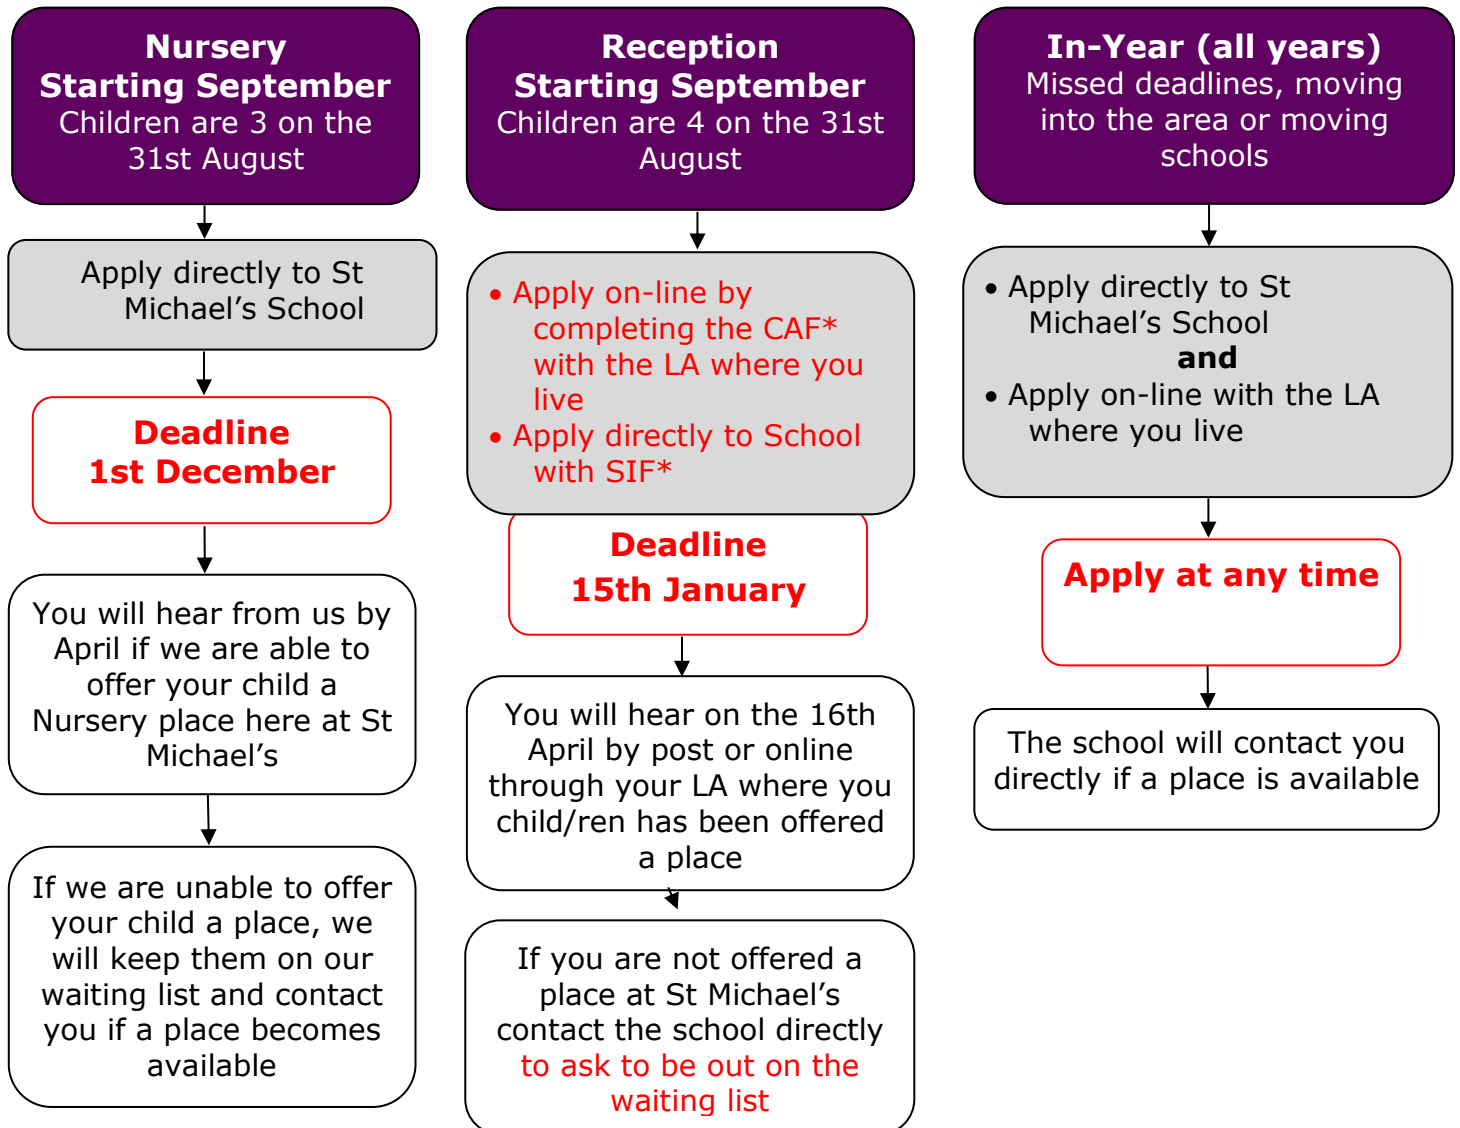 Nursery
Starting September
Children are 3 on the
31st August
Apply directly to St
Michael's School
Deadline
1st December
You will hear from us by
April if we are able to
offer your child a
Nursery place here at St
Michael's
If we are unable to offer
your child a place, we
will keep them on our
waiting list and contact
you if a place becomes
available
Reception
Starting September
Children are 4 on the 31st
August
• Apply on-line by
completing the CAF*
with the LA where you
live
• Apply directly to School
with SIF*
Deadline
15th January
You will hear on the 16th
April by post or online
through your LA where you
child/ren has been offered
a place
If you are not offered a
place at St Michael's
contact the school directly
to ask to be out on the
waiting list
In-Year (all years)
Missed deadlines, moving
into the area or moving
schools
• Apply directly to St
Michael's School
and
• Apply on-line with the LA
where you live
Apply at any time
The school will contact you
directly if a place is available